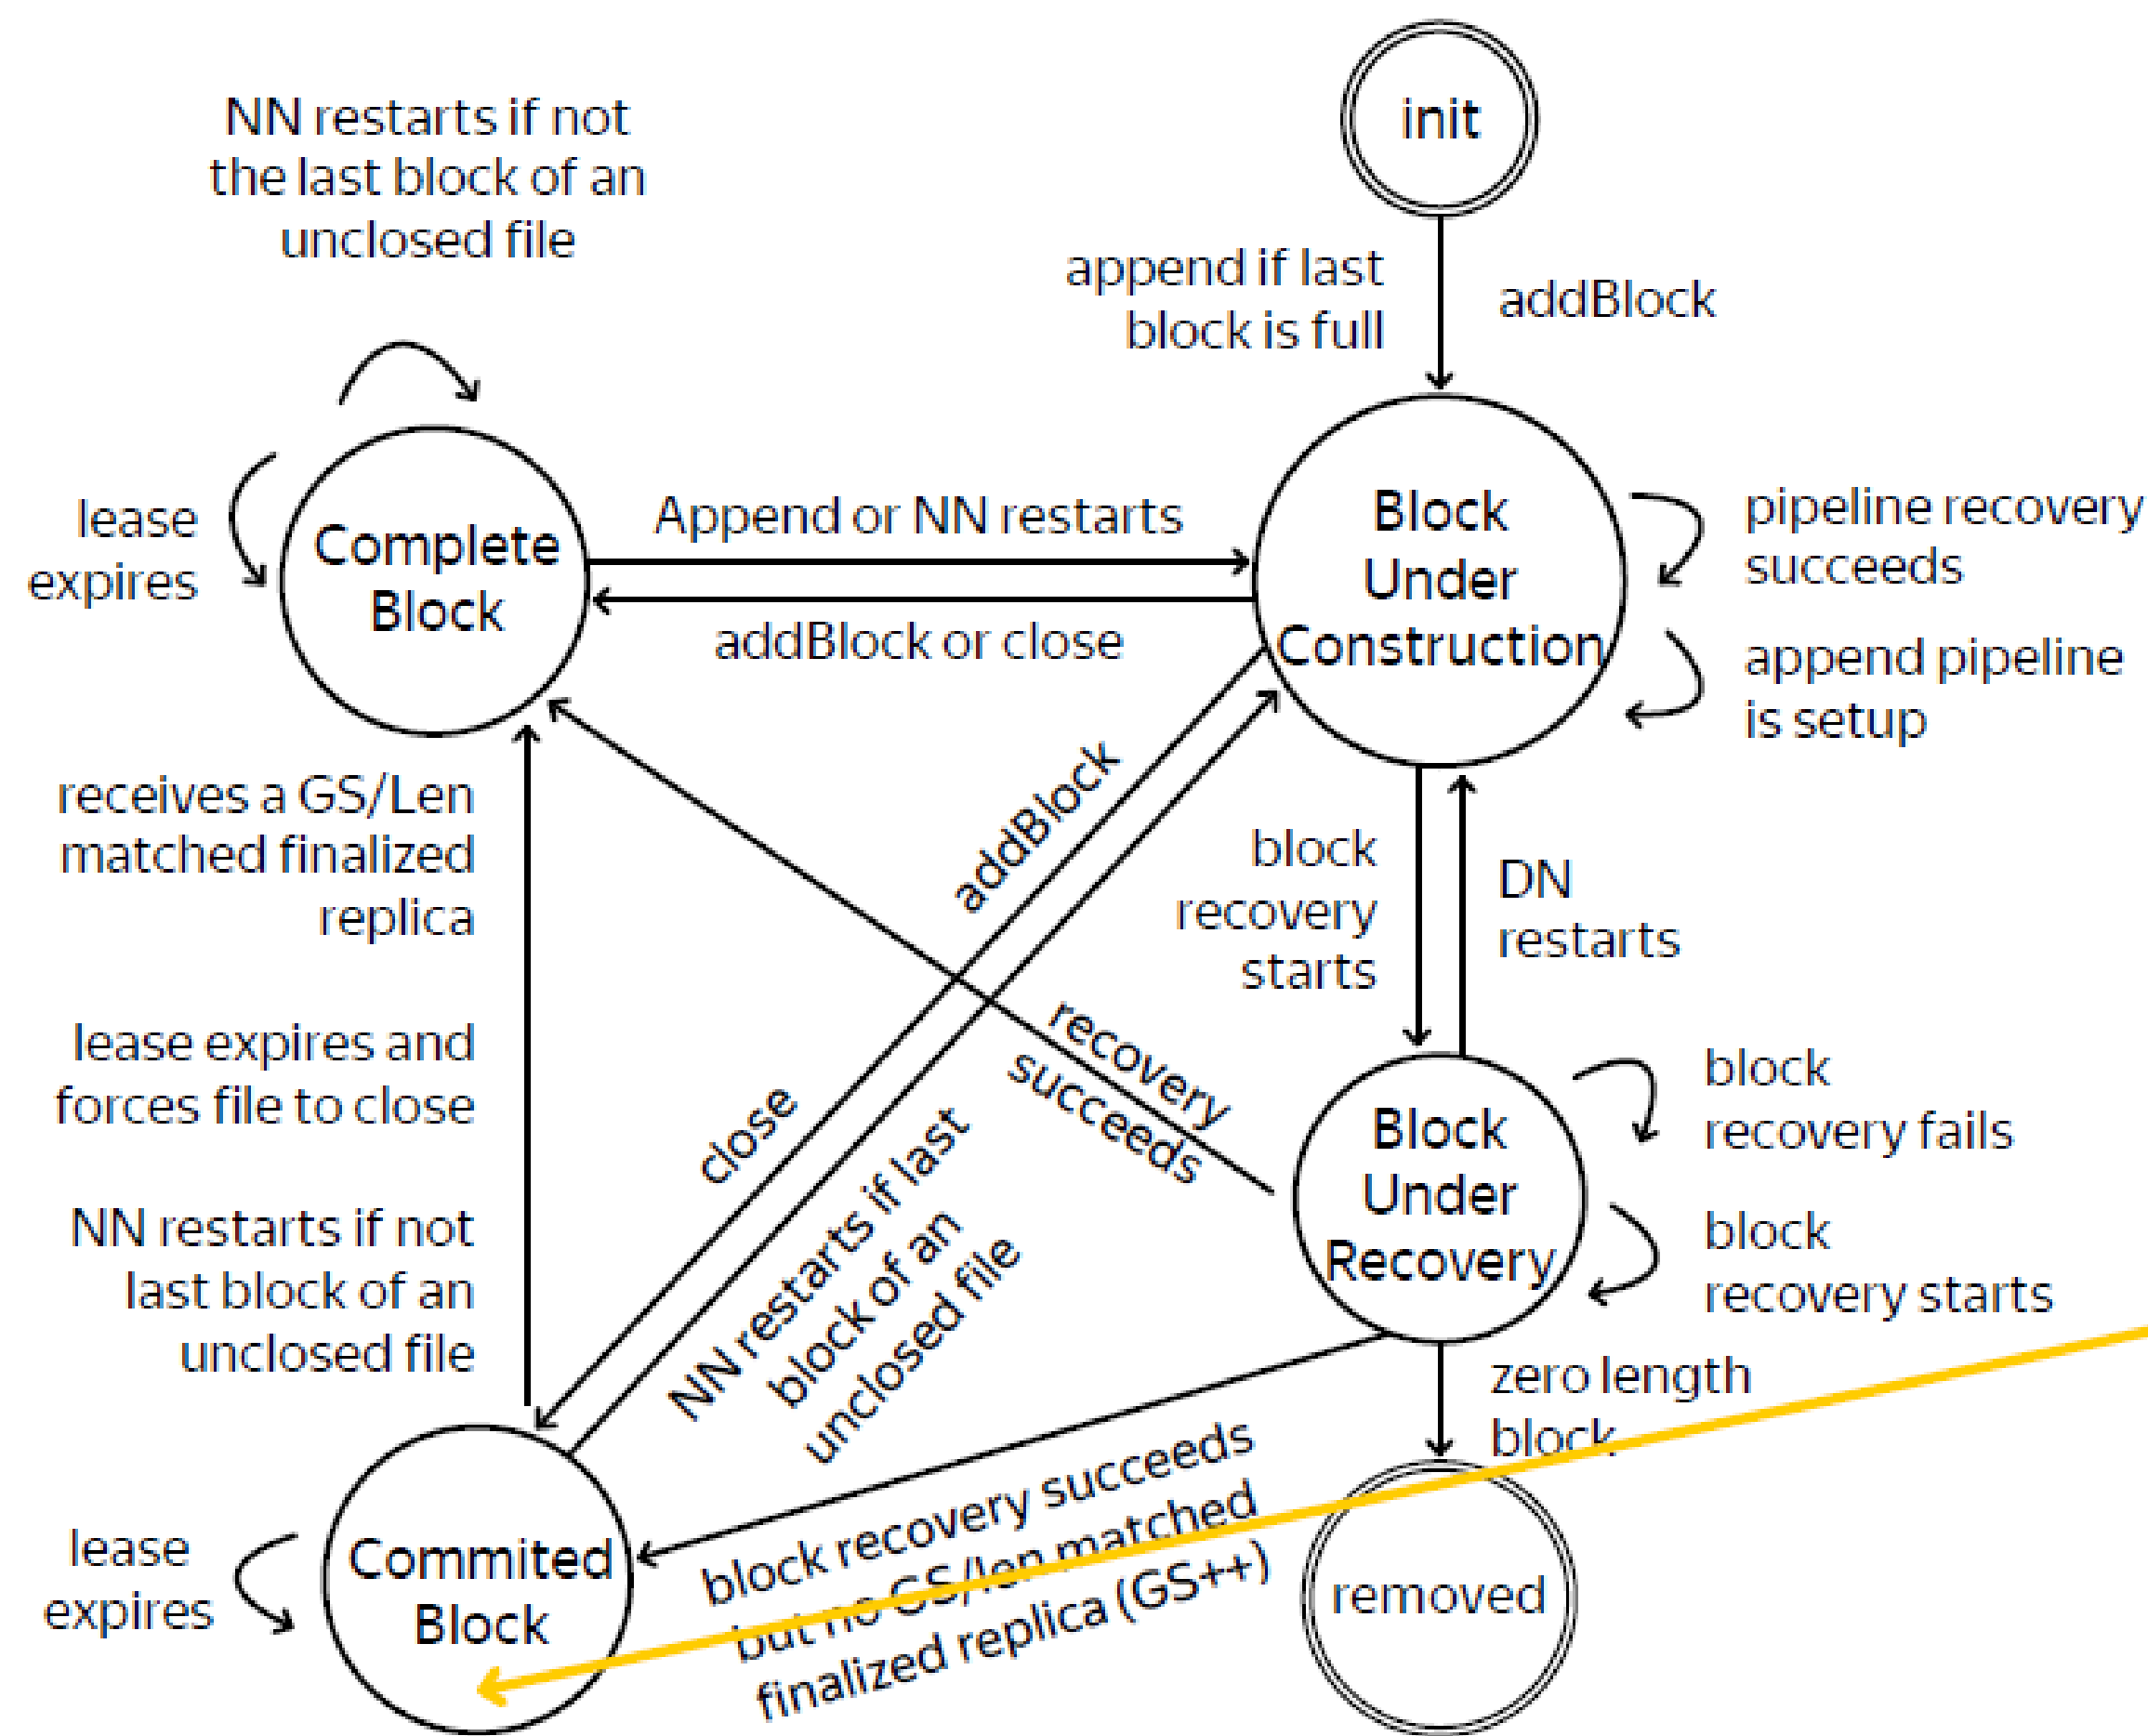 init
NN restarts if not
the last block of an
unclosed file
append if last
block is full
addBlock
lease
expires
Complete
Block
Append or NN restarts
addBlock or close
Block
Under
Construction
pipeline recovery
succeeds
append pipeline
is setup
receives a GS/Len
matched finalized
replica
lease expires and
forces file to close
NN restarts if not
last block of an
unclosed file
addBlock
close
NN restarts if last
block of an
unclosed file
recovery
succeeds
block
recovery
starts
DN
restarts
Block
Under
Recovery
block
recovery fails
block
recovery starts
zero length
block
block recovery succeeds
but no GS/len matched
finalized replica (GS++)
lease
expires
Commited
Block
removed